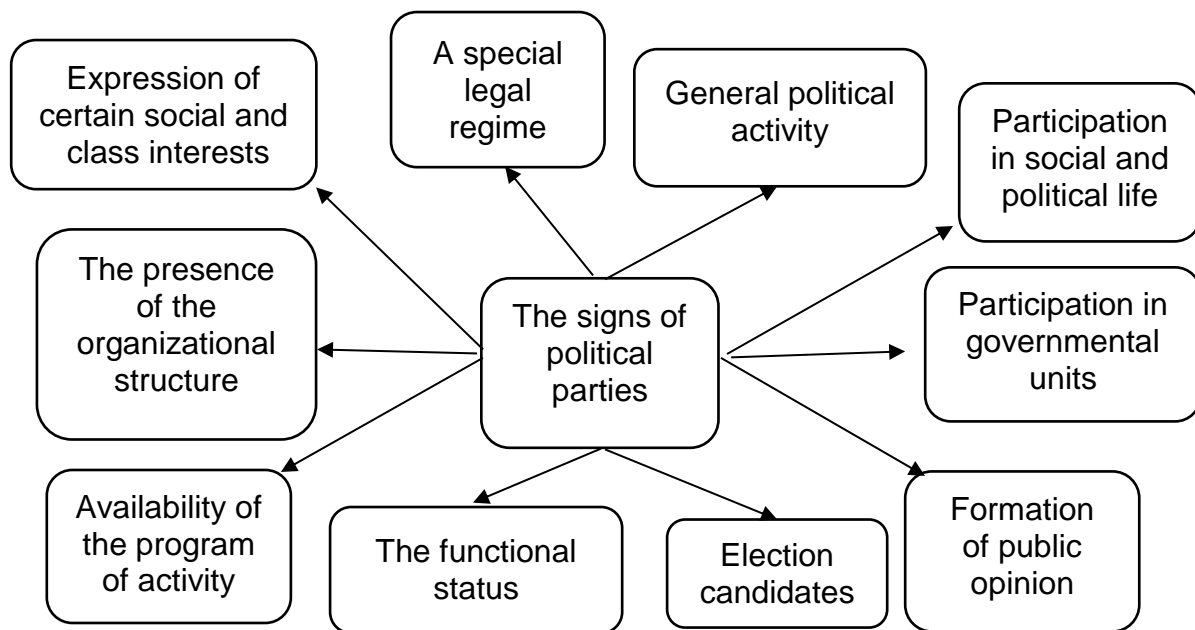 Expression of
certain social and
class interests
A special
legal
regime
General political
activity
Participation
in social and
political life
The presence
of the
organizational
structure
The signs of
political
parties
Participation in
governmental
units
Availability of
the program
of activity
The functional
status
Election
candidates
Formation
of public
opinion